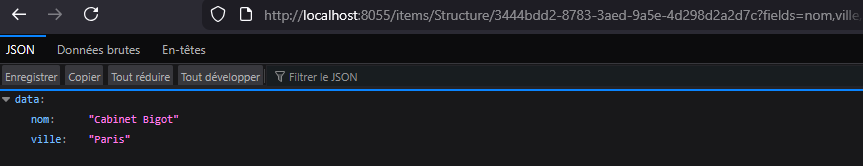 http://localhost:8055/items/Structure/3444bdd2-8783-3aed-9a5e-4d298d2a2d7c?fields=nom,ville
JSON Données brutes En-têtes
Enregistrer Copier Tout réduire Tout développer Filtrer le JSON
data:
nom: "Cabinet Bigot"
ville: "Paris"